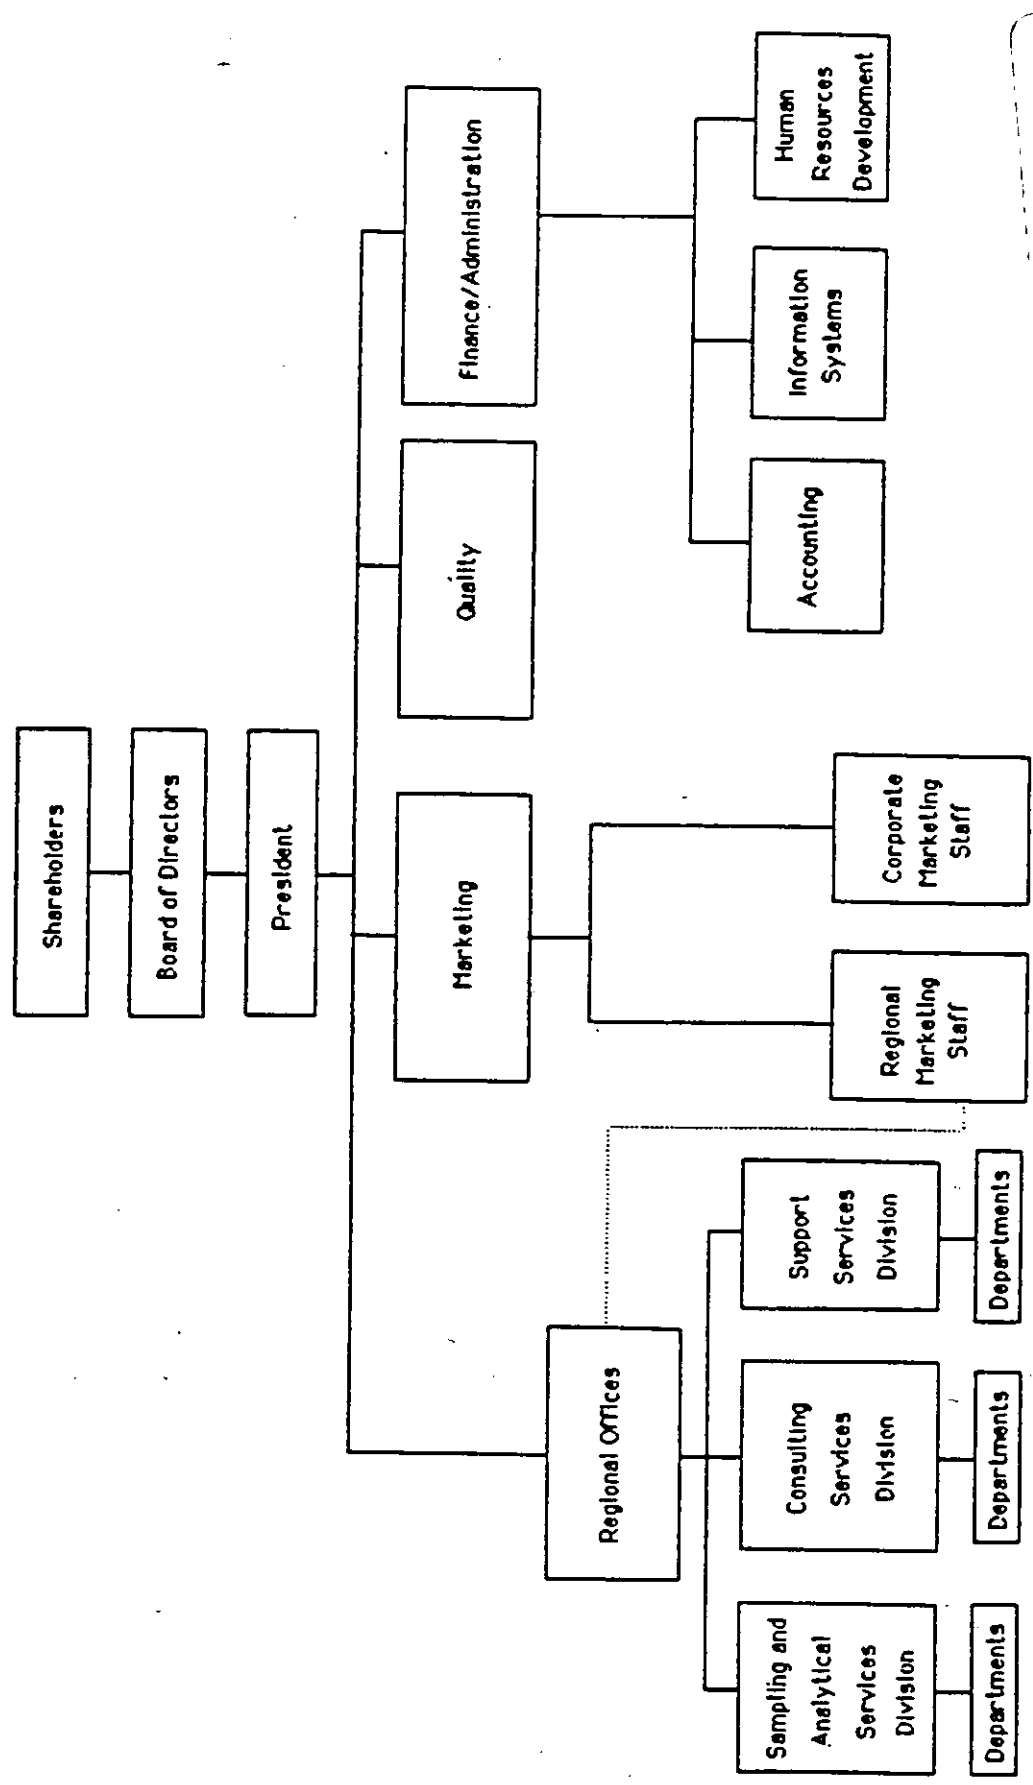 Shareholders
Board of Directors
President
Regional Offices
Marketing
Quality
Finance/Administration
Sampling and
Analytical
Services
Division
Consulting
Services
Division
Support
Services
Division
Regional
Marketing
Staff
Corporate
Marketing
Staff
Accounting
Information
Systems
Human
Resources
Development
Departments
Departments
Departments